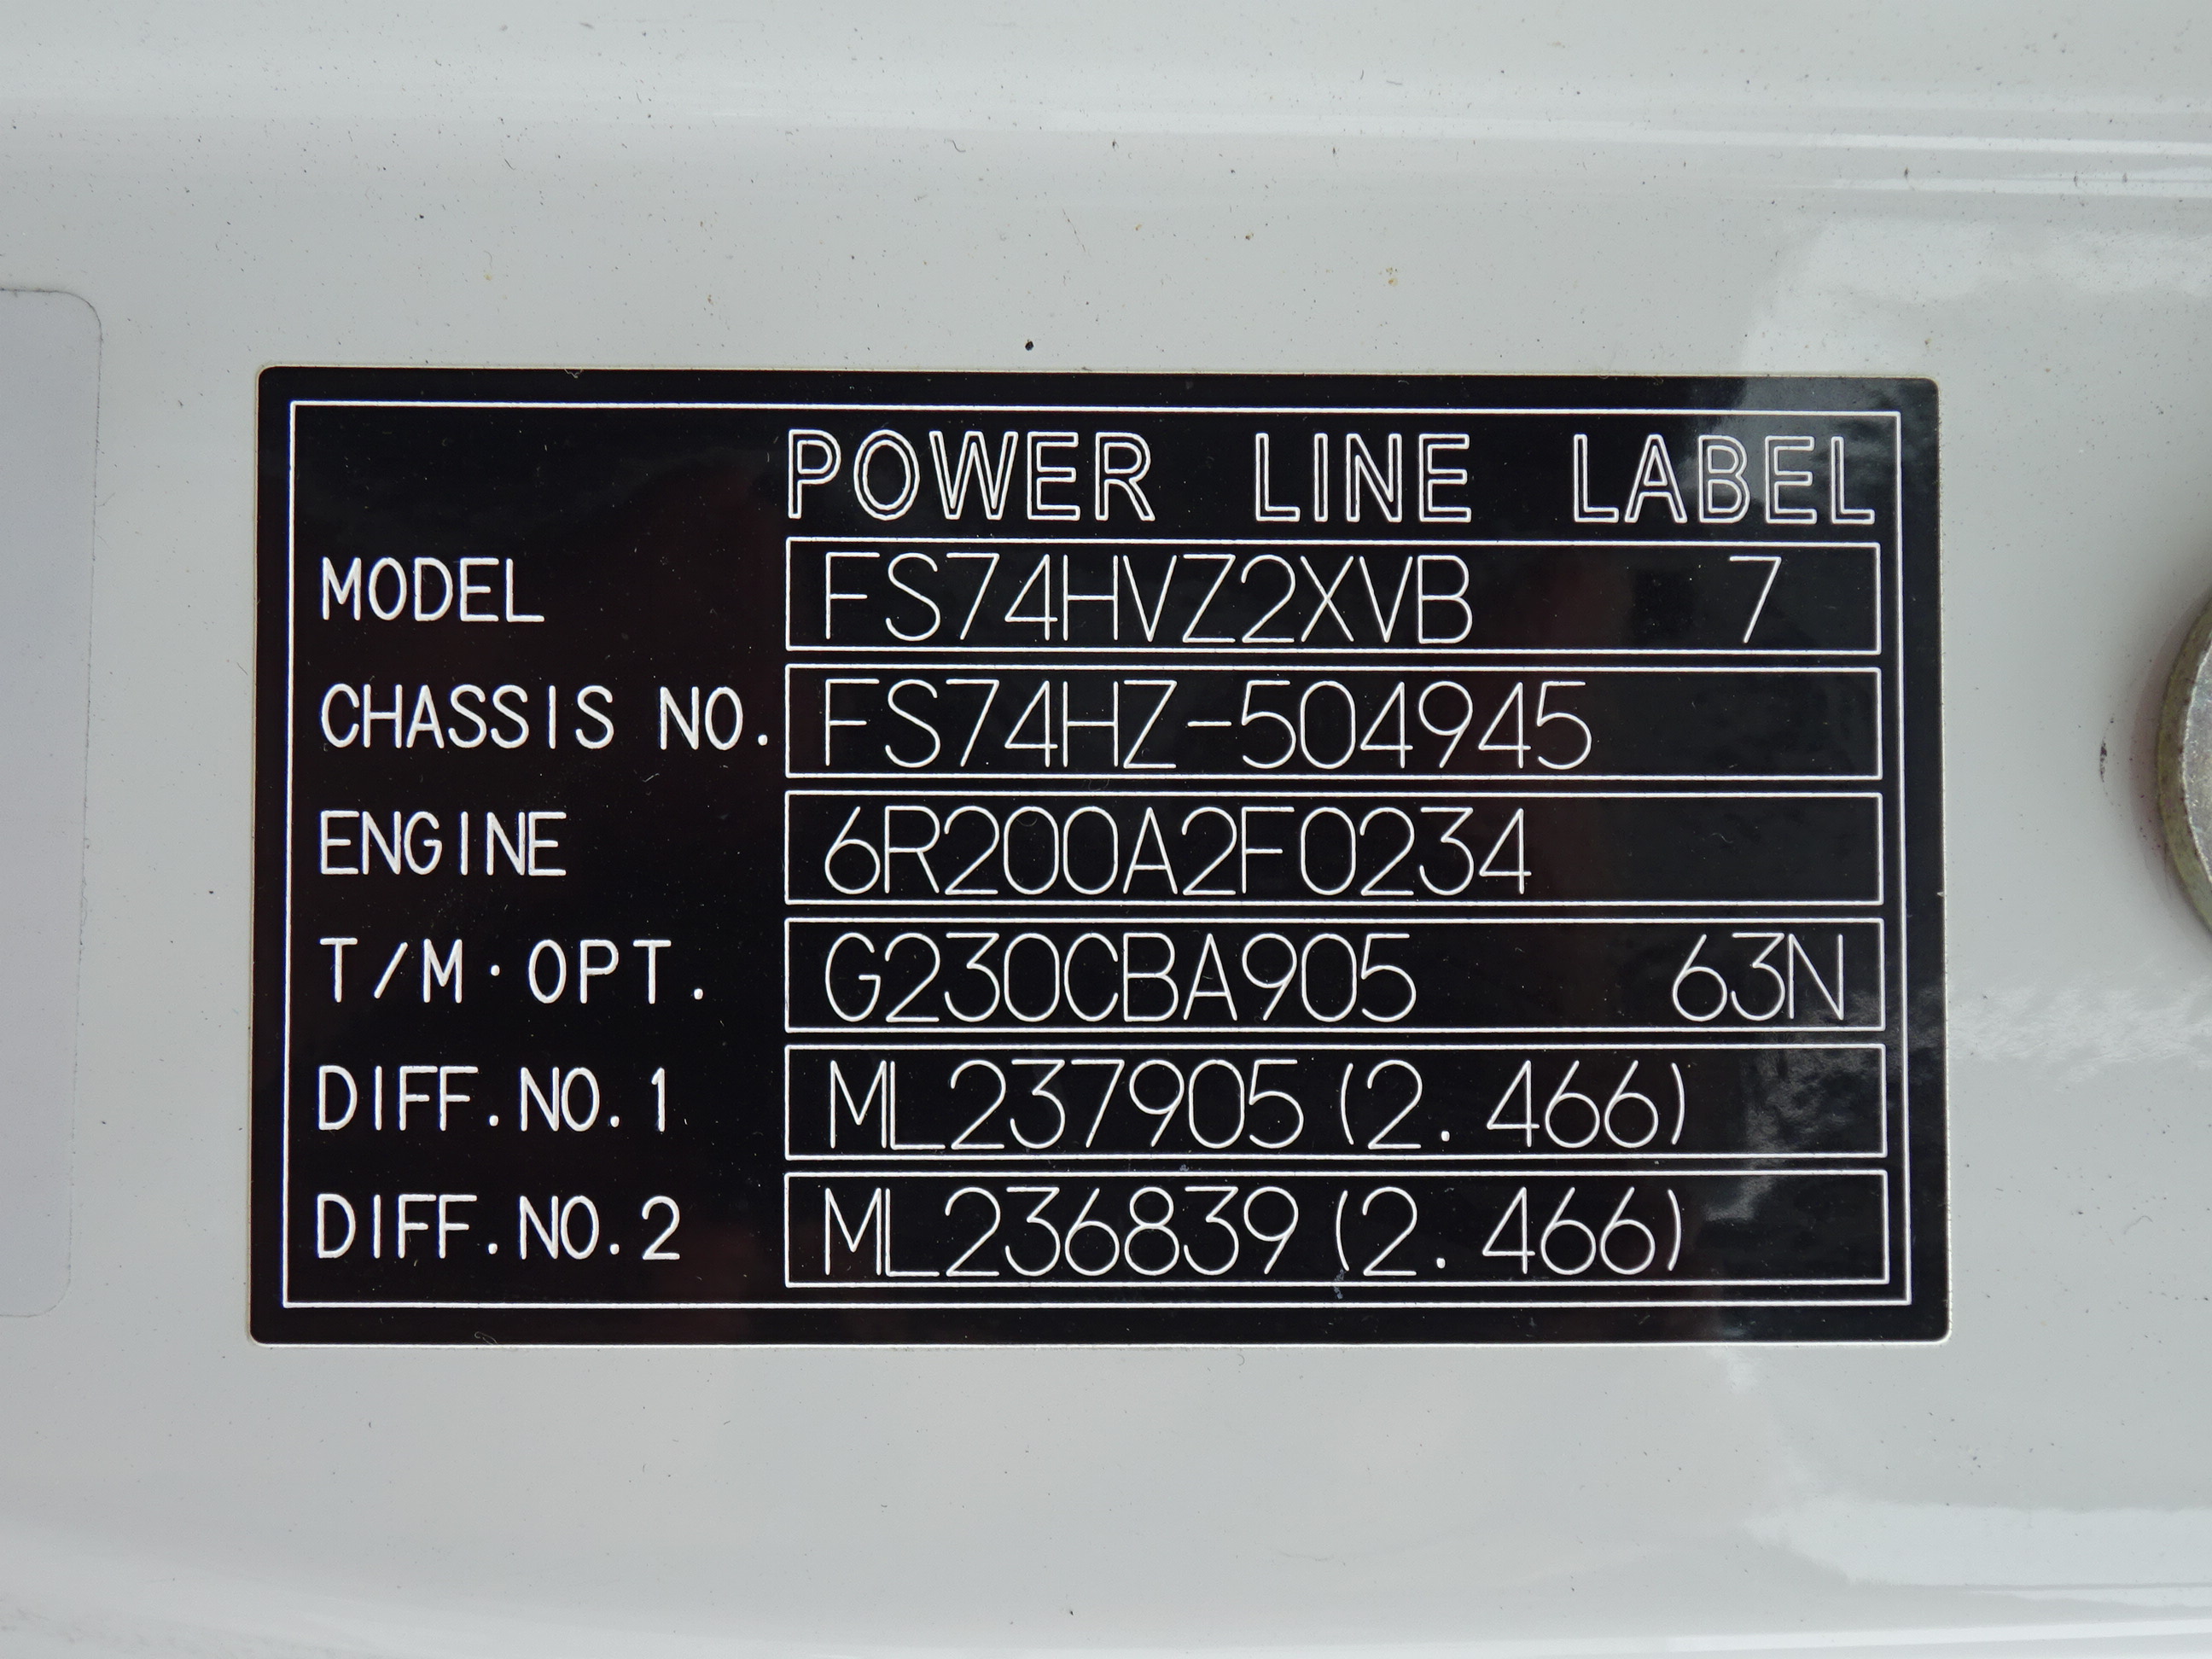 POWER LINE LABEL
MODEL FS74HVZ2XVB 7
CHASSIS NO. FS74HZ-504945
ENGINE 6R200A2F0234
T/M·OPT. G230CBA905 63N
DIFF.NO.1 ML237905(2.466)
DIFF.NO.2 ML236839(2.466)